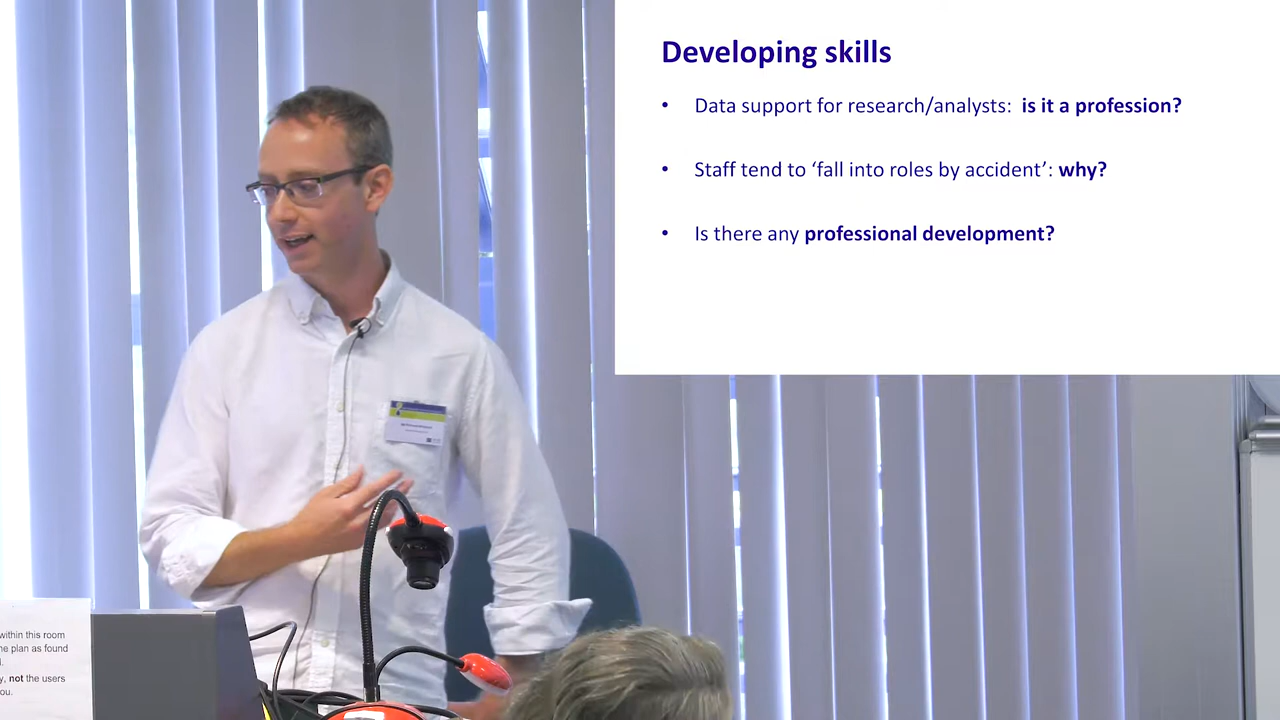 Developing skills
• Data support for research/analysts: is it a profession?
• Staff tend to ‘fall into roles by accident’: why?
• Is there any professional development?
within this room
he plan as found
y, not the users
ou.